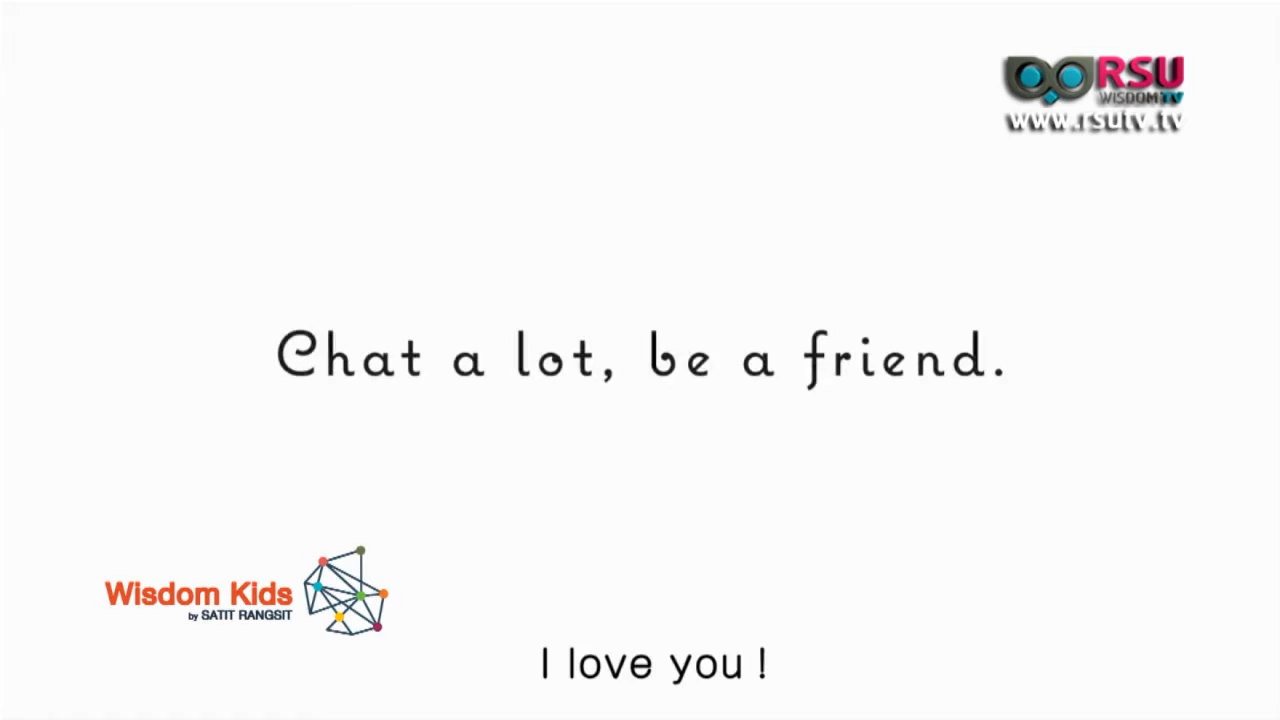 RSU
WISDOM TV
www.rsutv.tv
Chat a lot, be a friend.
Wisdom Kids
by SATIT RANGSIT
I love you !